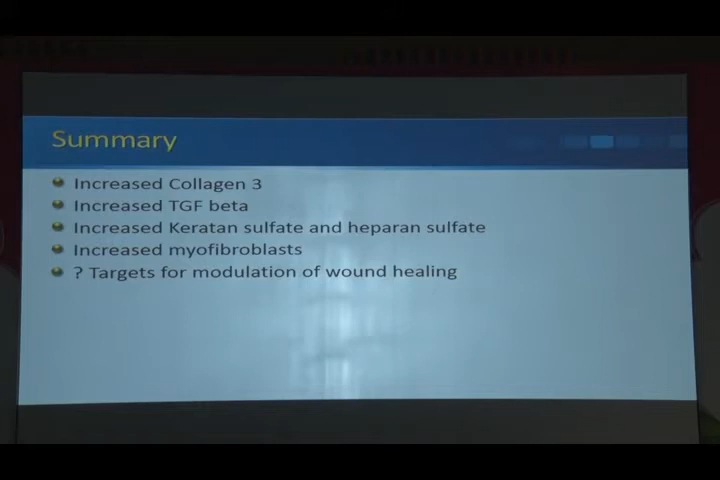 Summary
Increased Collagen 3
Increased TGF beta
Increased Keratan sulfate and heparan sulfate
Increased myofibroblasts
? Targets for modulation of wound healing